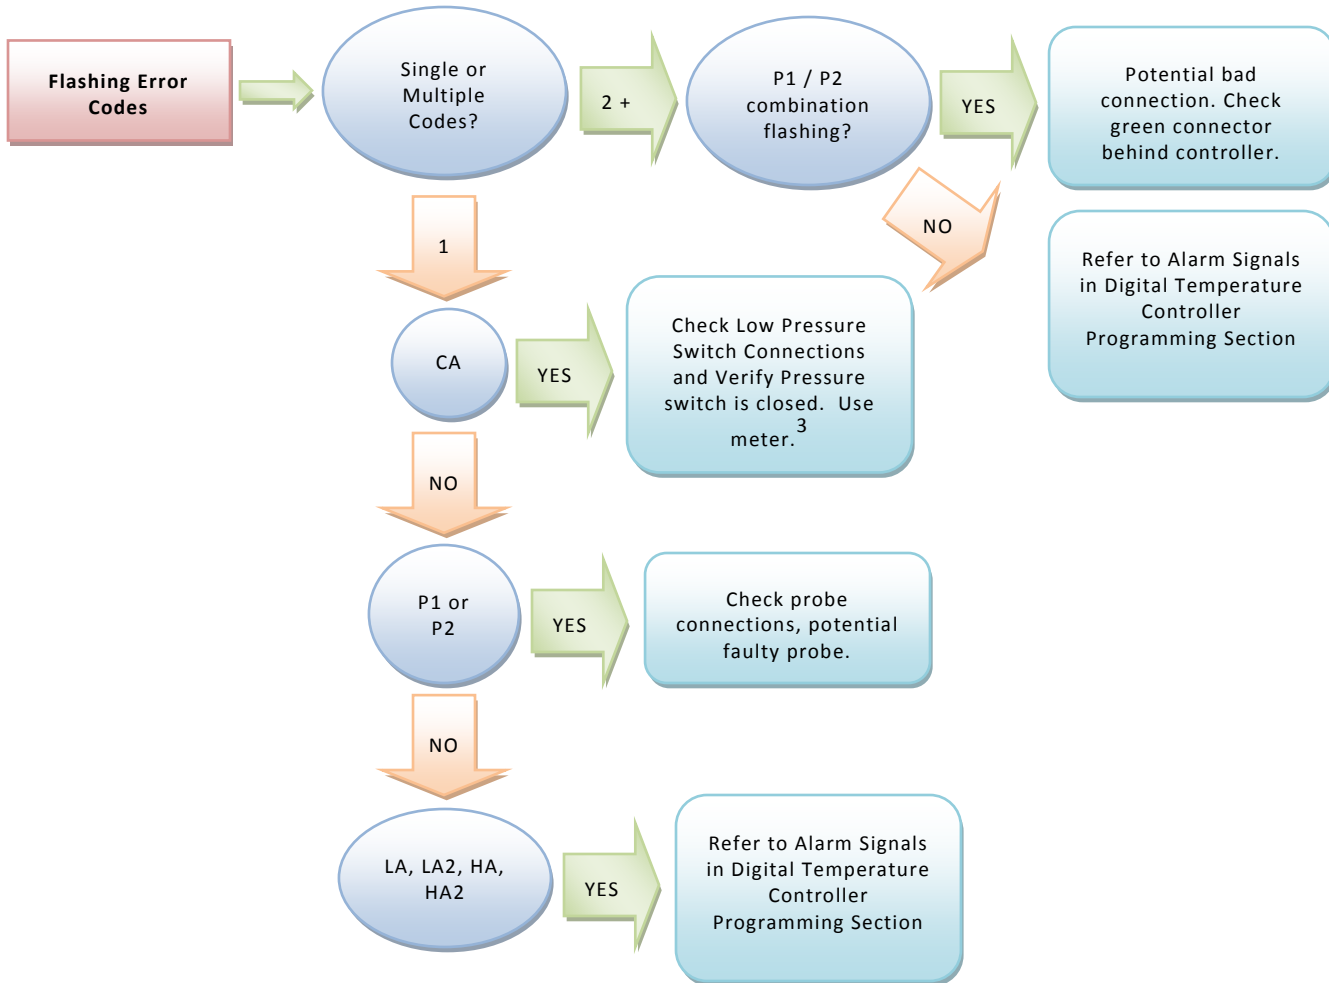 Flashing Error
Codes
Single or
Multiple
Codes?
2 +
P1 / P2
combination
flashing?
YES
Potential bad
connection. Check
green connector
behind controller.
NO
Refer to Alarm Signals
in Digital Temperature
Controller
Programming Section
1
CA
YES
Check Low Pressure
Switch Connections
and Verify Pressure
switch is closed. Use
meter.3
NO
P1 or
P2
YES
Check probe
connections, potential
faulty probe.
NO
LA, LA2, HA,
HA2
YES
Refer to Alarm Signals
in Digital Temperature
Controller
Programming Section